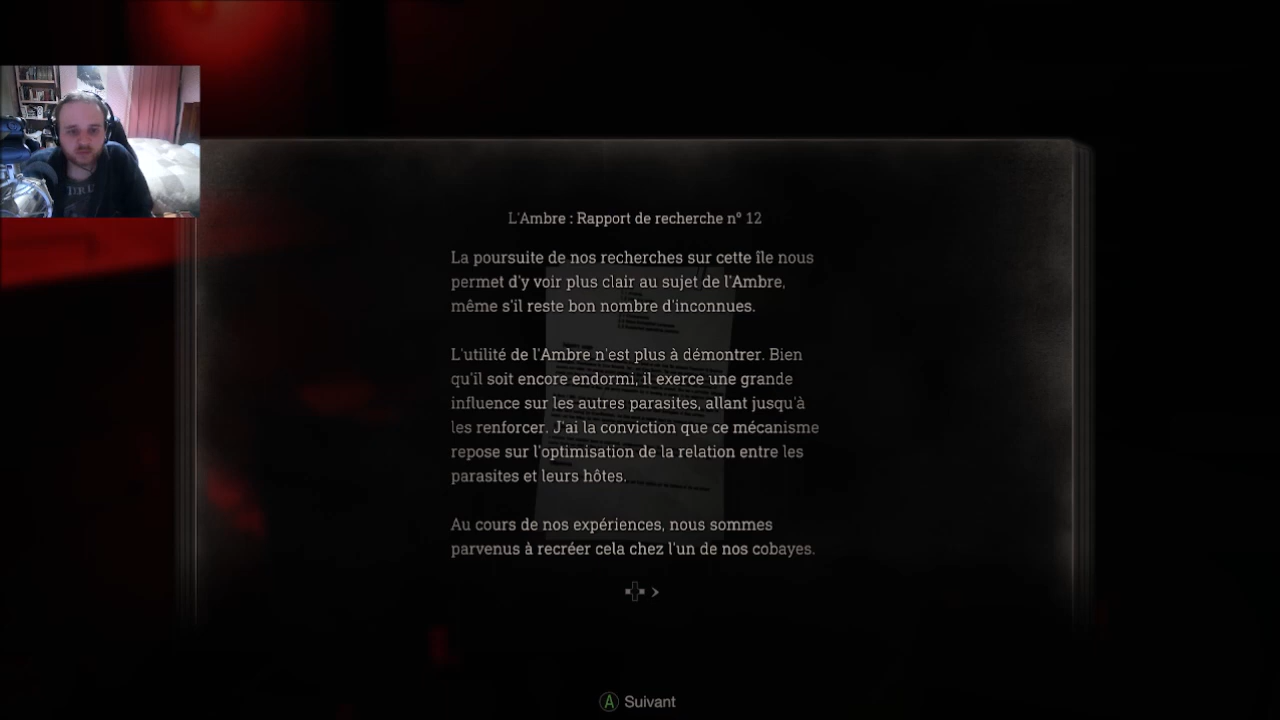 L'Ambre : Rapport de recherche n° 12
La poursuite de nos recherches sur cette île nous
permet d'y voir plus clair au sujet de l'Ambre,
même s'il reste bon nombre d'inconnues.
L'utilité de l'Ambre n'est plus à démontrer. Bien
qu'il soit encore endormi, il exerce une grande
influence sur les autres parasites, allant jusqu'à
les renforcer. J'ai la conviction que ce mécanisme
repose sur l'optimisation de la relation entre les
parasites et leurs hôtes.
Au cours de nos expériences, nous sommes
parvenus à recréer cela chez l'un de nos cobayes.
A Suivant